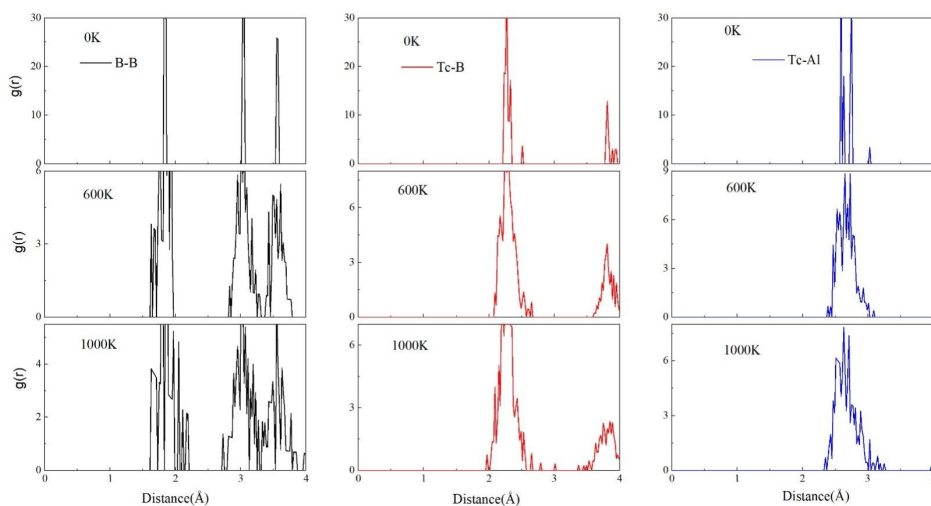 30 0K B-B
20
g(r)
10
0
30 0K Tc-B
20
10
0
30 0K Tc-Al
20
10
0
6 600K
g(r)
3
0
600K
6
3
0
9 600K
6
3
0
6 1000K
g(r)
4
2
0
0 1 2 3 4
Distance(Å)
1000K
6
3
0
0 1 2 3 4
Distance(Å)
1000K
6
3
0
0 1 2 3
Distance(Å)